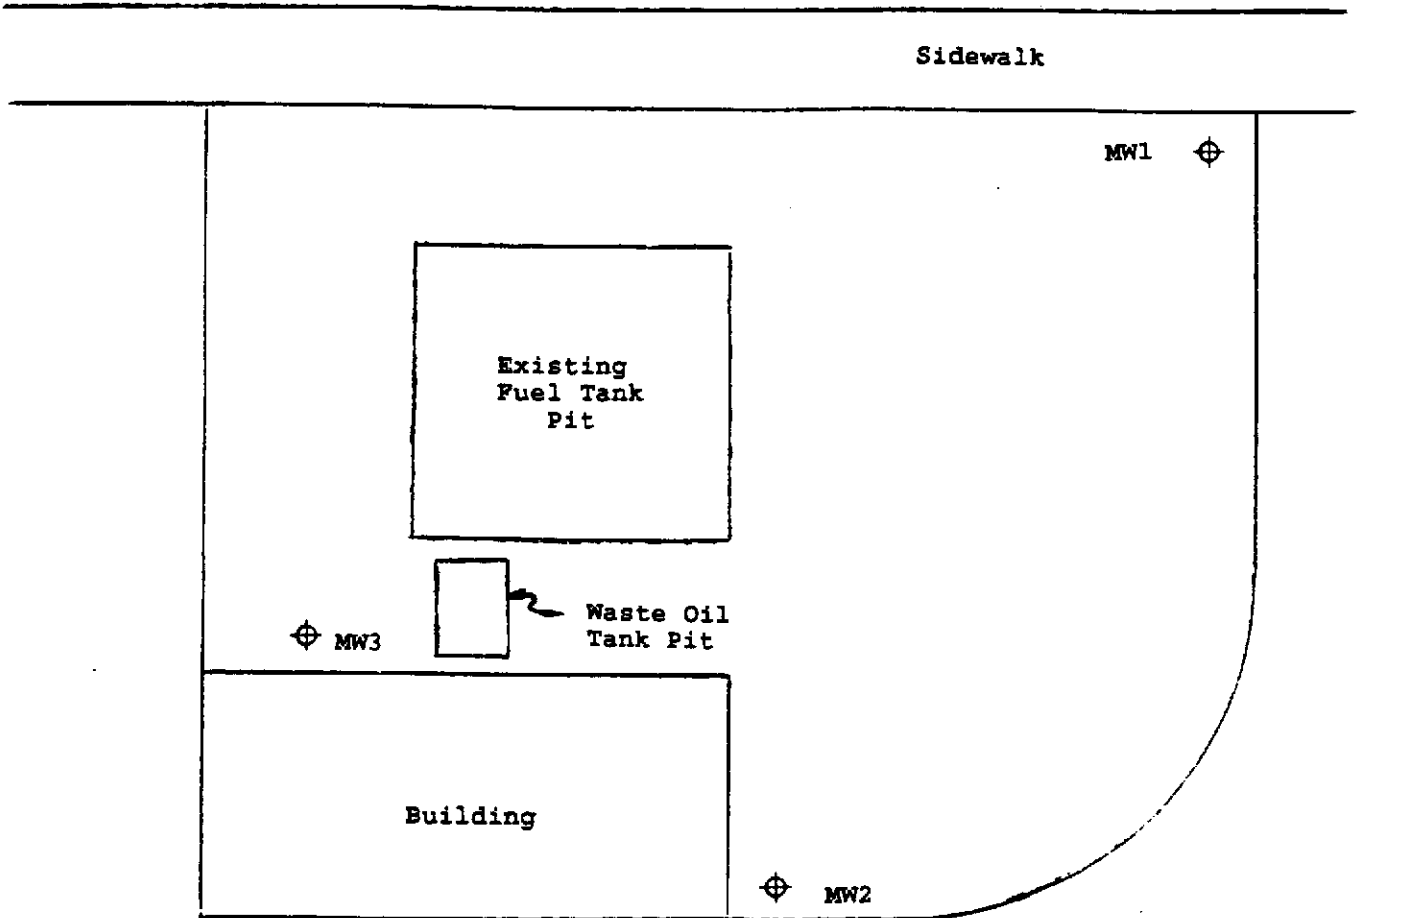 Sidewalk
MW1
Existing
Fuel Tank
Pit
Waste Oil
Tank Pit
MW3
Building
MW2